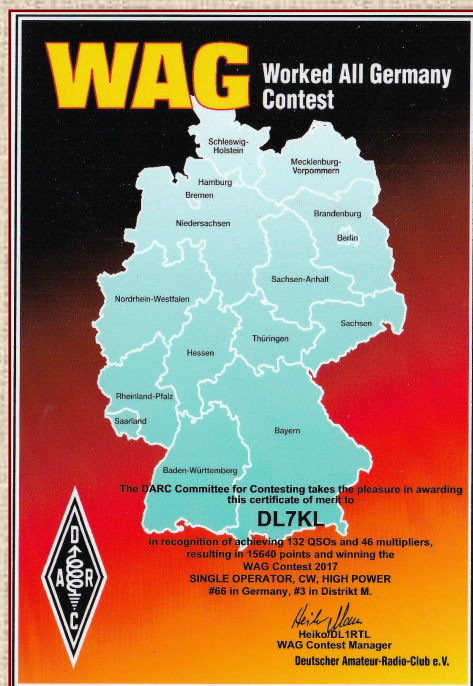 WAG
Worked All Germany
Contest
Schleswig-
Holstein
Mecklenburg-
Vorpommern
Hamburg
Bremen
Niedersachsen
Brandenburg
Berlin
Sachsen-Anhalt
Nordrhein-Westfalen
Sachsen
Thüringen
Hessen
Rheinland-Pfalz
Saarland
Bayern
Baden-Württemberg
The DARC Committee for Contesting takes the pleasure in awarding
this certificate of merit to
DL7KL
in recognition of achieving 132 QSOs and 46 multipliers,
resulting in 15640 points and winning the
WAG Contest 2017
SINGLE OPERATOR, CW, HIGH POWER
#66 in Germany, #3 in Distrikt M.
Heiko/DL1RTL
WAG Contest Manager
Deutscher Amateur-Radio-Club e.V.
D
A R
C